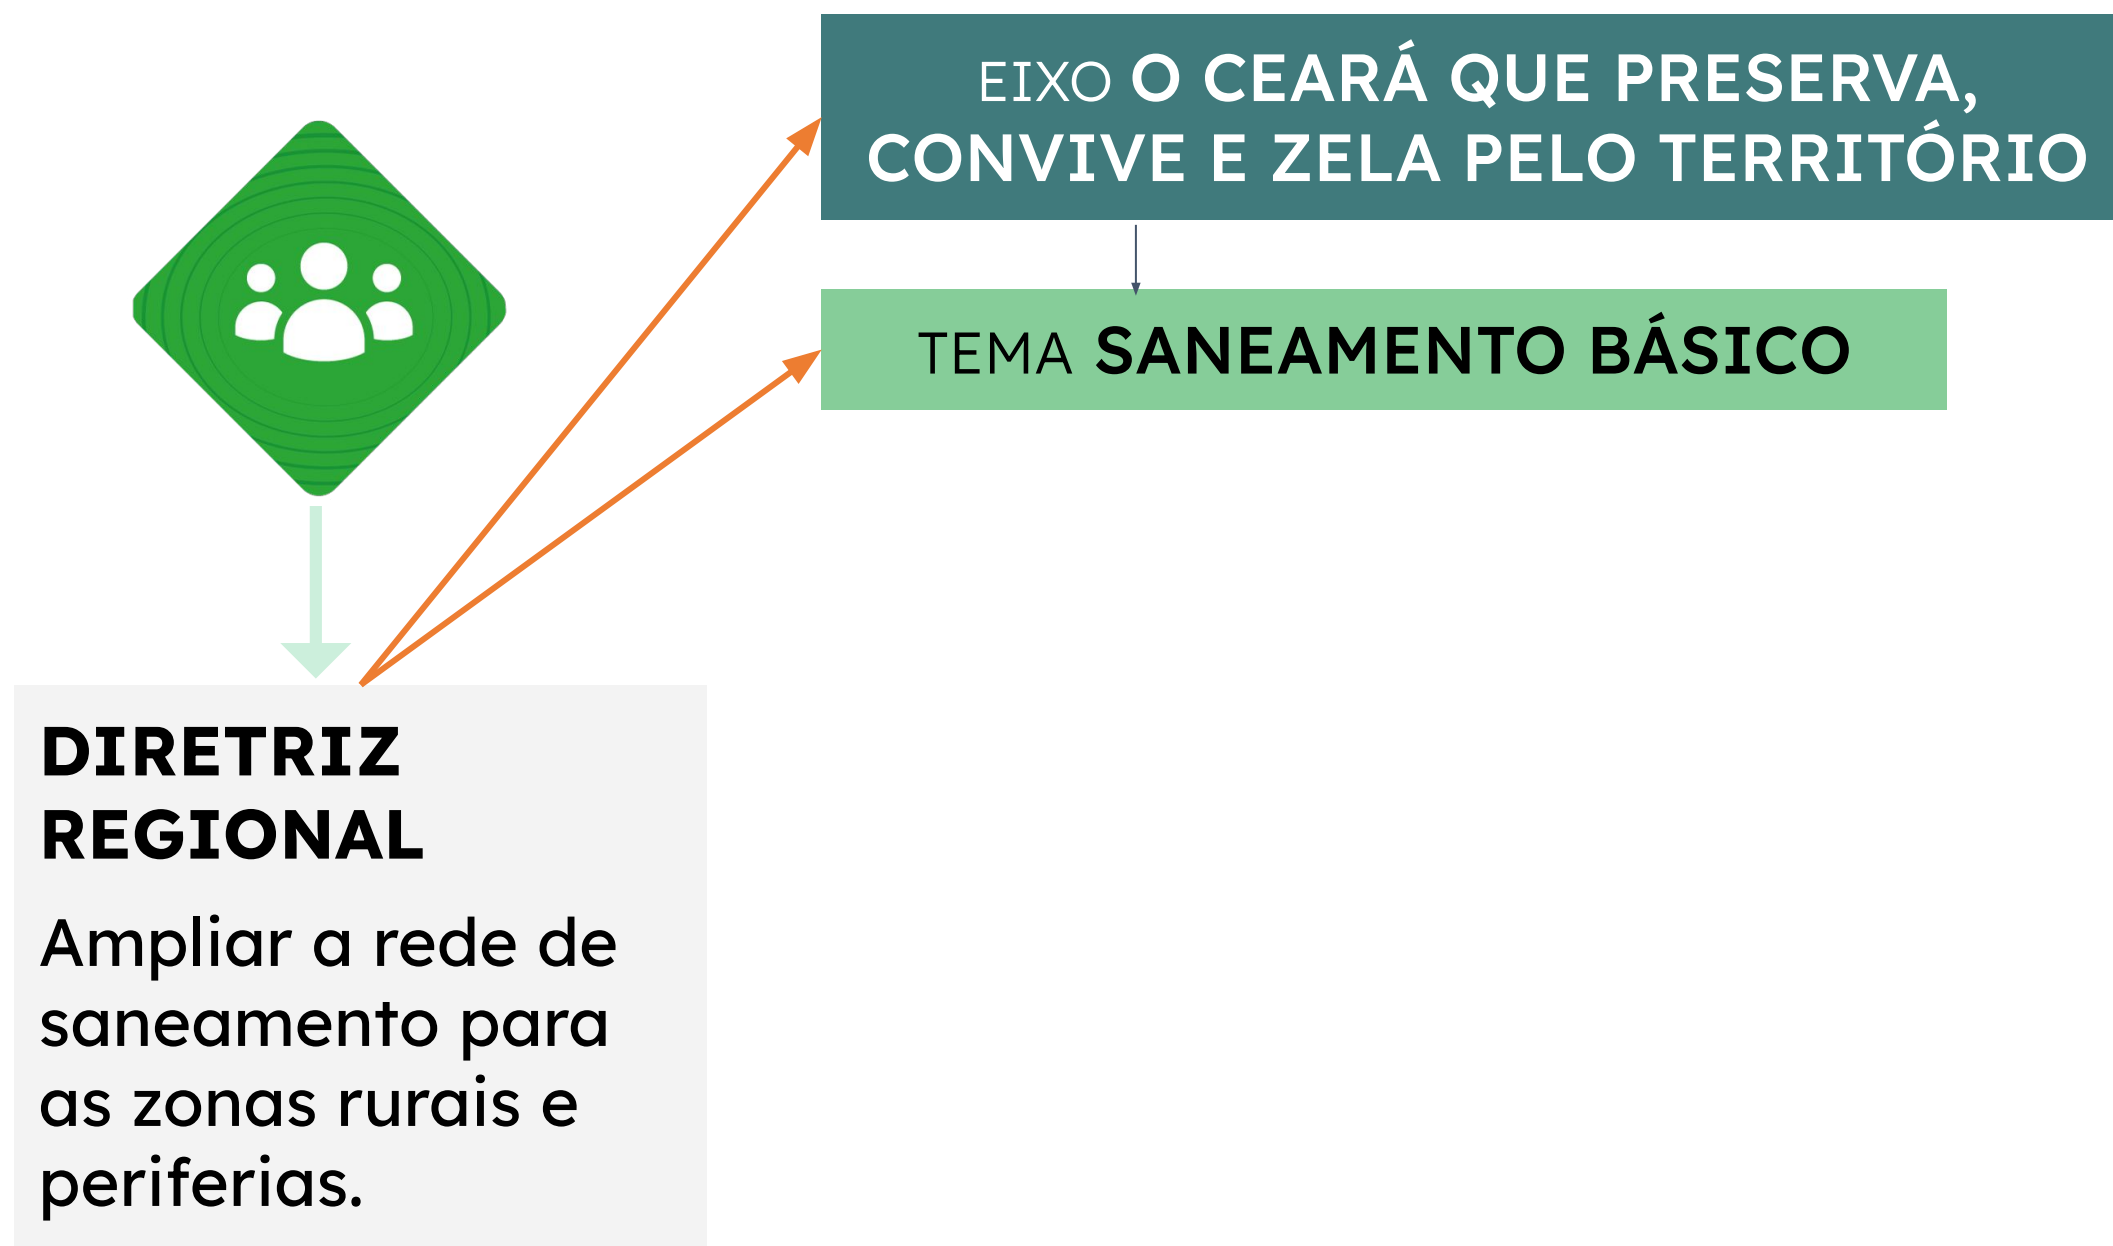 EIXO O CEARÁ QUE PRESERVA,
CONVIVE E ZELA PELO TERRITÓRIO
TEMA SANEAMENTO BÁSICO
DIRETRIZ
REGIONAL
Ampliar a rede de
saneamento para
as zonas rurais e
periferias.